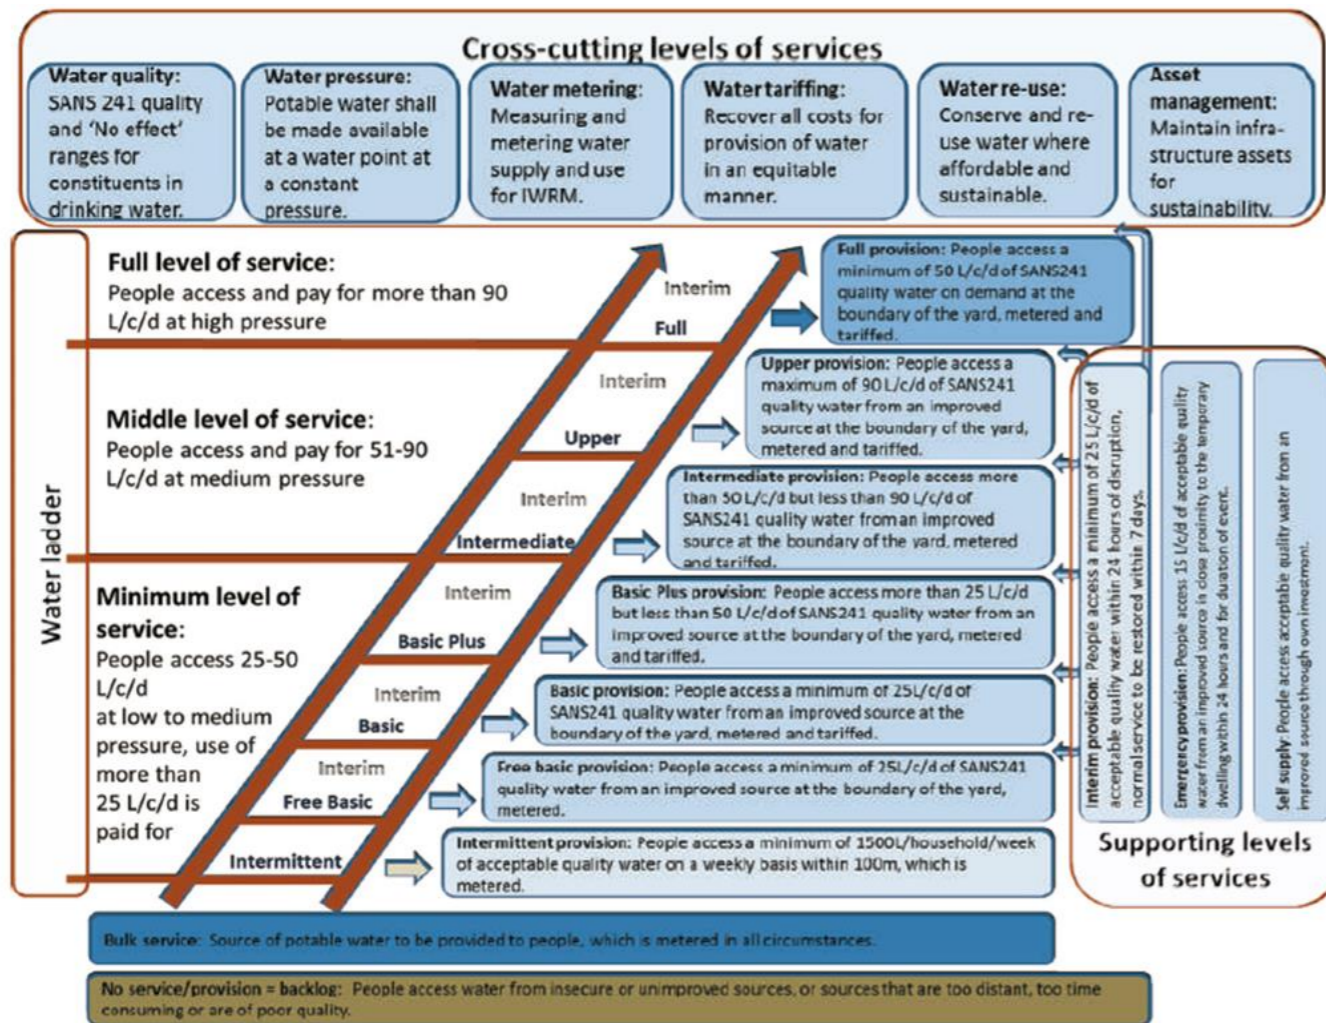 Cross-cutting levels of services
Water quality:
SANS 241 quality
and 'No effect'
ranges for
constituents in
drinking water.
Water pressure:
Potable water shall
be made available
at a water point at
a constant
pressure.
Water metering:
Measuring and
metering water
supply and use
for IWRM.
Water tariffing:
Recover all costs for
provision of water
in an equitable
manner.
Water re-use:
Conserve and re-
use water where
affordable and
sustainable.
Asset
management:
Maintain infra-
structure assets
for
sustainability.
Water ladder
Full level of service:
People access and pay for more than 90
L/c/d at high pressure
Middle level of service:
People access and pay for 51-90
L/c/d at medium pressure
Minimum level of
service:
People access 25-50
L/c/d
at low to medium
pressure, use of
more than
25 L/c/d is
paid for
Interim
Full
Interim
Upper
Interim
Intermediate
Interim
Basic Plus
Interim
Basic
Interim
Free Basic
Intermittent
Full provision: People access a
minimum of 50 L/c/d of SANS241
quality water on demand at the
boundary of the yard, metered and
tariffed.
Upper provision: People access a
maximum of 90 L/c/d of SANS241
quality water from an improved
source at the boundary of the yard,
metered and tariffed.
Intermediate provision: People access more
than 50 L/c/d but less than 90 L/c/d of
SANS241 quality water from an improved
source at the boundary of the yard, metered
and tariffed.
Basic Plus provision: People access more than 25 L/c/d
but less than 50 L/c/d of SANS241 quality water from an
improved source at the boundary of the yard, metered
and tariffed.
Basic provision: People access a minimum of 25L/c/d of
SANS241 quality water from an improved source at the
boundary of the yard, metered and tariffed.
Free basic provision: People access a minimum of 25L/c/d of SANS241
quality water from an improved source at the boundary of the yard,
metered.
Intermittent provision: People access a minimum of 1500L/household/week
of acceptable quality water on a weekly basis within 100m, which is
metered.
Interim provision: People access a minimum of 25 L/c/d of
acceptable quality water within 24 hours of disruption,
normal service to be restored within 7 days.
Emergency provision: People access 15 L/c/d of acceptable quality
water from an improved source in close proximity to the temporary
dwelling within 24 hours and for duration of event.
Self supply: People access acceptable quality water from an
improved source through own investment.
Supporting levels
of services
Bulk service: Source of potable water to be provided to people, which is metered in all circumstances.
No service/provision = backlog: People access water from insecure or unimproved sources, or sources that are too distant, too time
consuming or are of poor quality.